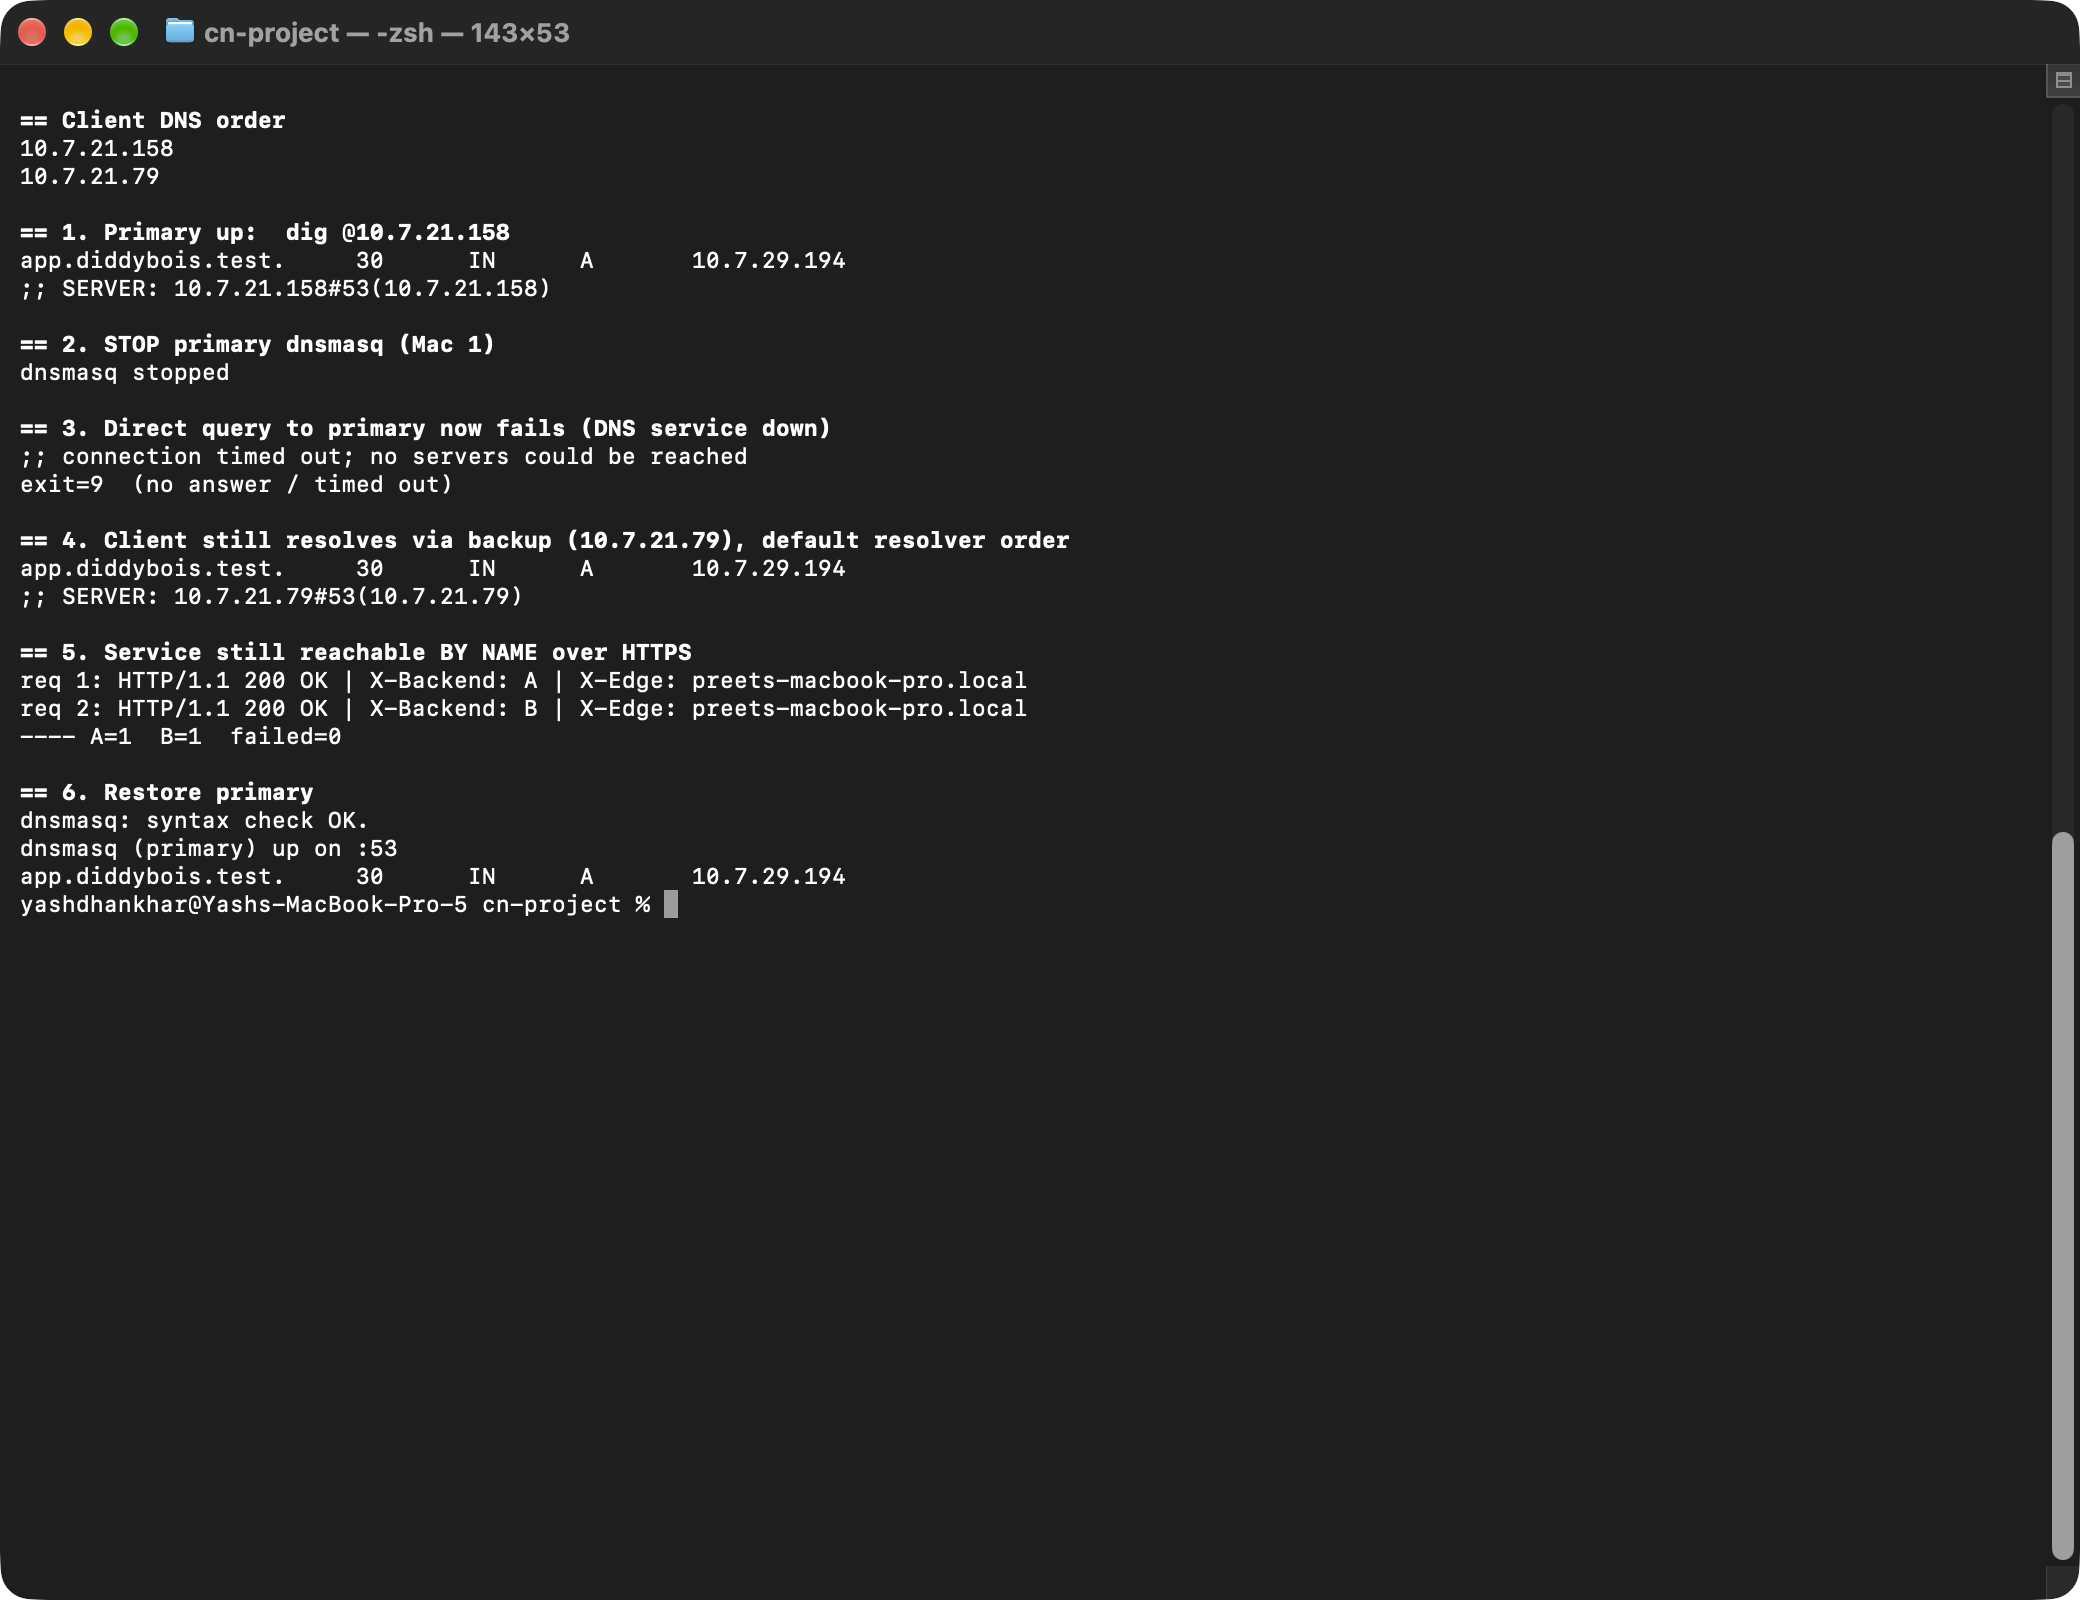 cn-project — -zsh — 143×53
== Client DNS order
10.7.21.158
10.7.21.79
== 1. Primary up:  dig @10.7.21.158
app.diddybois.test.     30      IN      A       10.7.29.194
;; SERVER: 10.7.21.158#53(10.7.21.158)
== 2. STOP primary dnsmasq (Mac 1)
dnsmasq stopped
== 3. Direct query to primary now fails (DNS service down)
;; connection timed out; no servers could be reached
exit=9  (no answer / timed out)
== 4. Client still resolves via backup (10.7.21.79), default resolver order
app.diddybois.test.     30      IN      A       10.7.29.194
;; SERVER: 10.7.21.79#53(10.7.21.79)
== 5. Service still reachable BY NAME over HTTPS
req 1: HTTP/1.1 200 OK | X-Backend: A | X-Edge: preets-macbook-pro.local
req 2: HTTP/1.1 200 OK | X-Backend: B | X-Edge: preets-macbook-pro.local
---- A=1  B=1  failed=0
== 6. Restore primary
dnsmasq: syntax check OK.
dnsmasq (primary) up on :53
app.diddybois.test.     30      IN      A       10.7.29.194
yashdhankhar@Yashs-MacBook-Pro-5 cn-project %